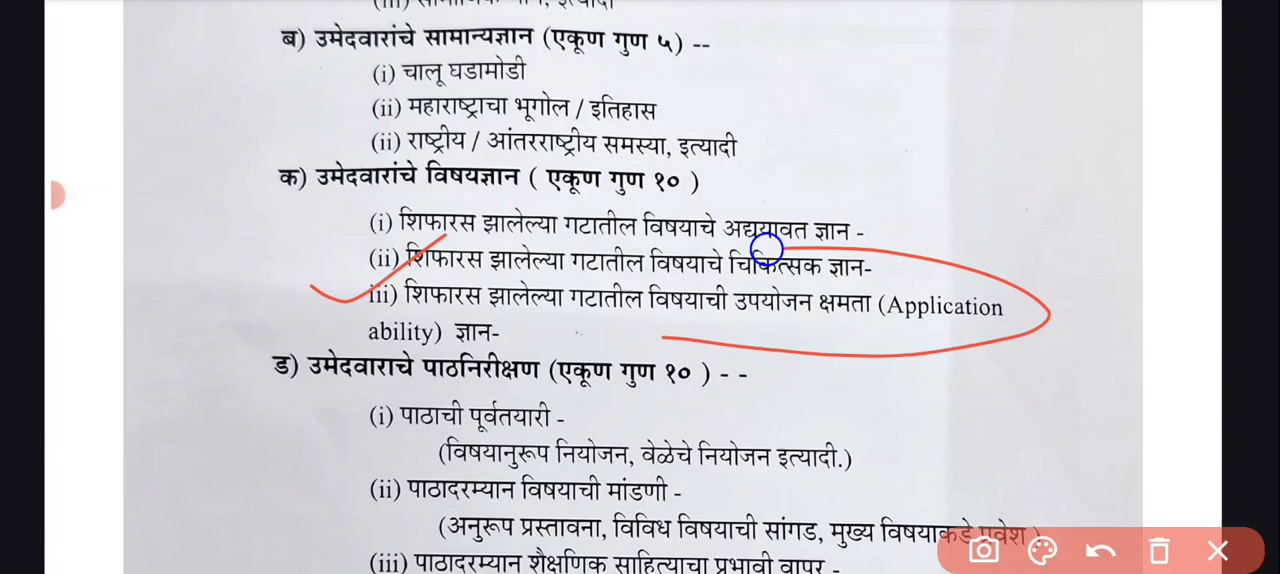 ब) उमेदवारांचे सामान्यज्ञान (एकूण गुण ५) --
(i) चालू घडामोडी
(ii) महाराष्ट्राचा भूगोल / इतिहास
(ii) राष्ट्रीय / आंतरराष्ट्रीय समस्या, इत्यादी
क) उमेदवारांचे विषयज्ञान ( एकूण गुण १० )
(i) शिफारस झालेल्या गटातील विषयाचे अद्ययावत ज्ञान -
(ii) शिफारस झालेल्या गटातील विषयाचे चिकित्सक ज्ञान-
iii) शिफारस झालेल्या गटातील विषयाची उपयोजन क्षमता (Application
ability) ज्ञान-
ड) उमेदवाराचे पाठनिरीक्षण (एकूण गुण १० ) - -
(i) पाठाची पूर्वतयारी -
(विषयानुरूप नियोजन, वेळेचे नियोजन इत्यादी.)
(ii) पाठादरम्यान विषयाची मांडणी -
(अनुरूप प्रस्तावना, विविध विषयाची सांगड, मुख्य विषयाकडे प्रवेश )
(iii) पाठादरम्यान शैक्षणिक साहित्याचा प्रभावी वापर -